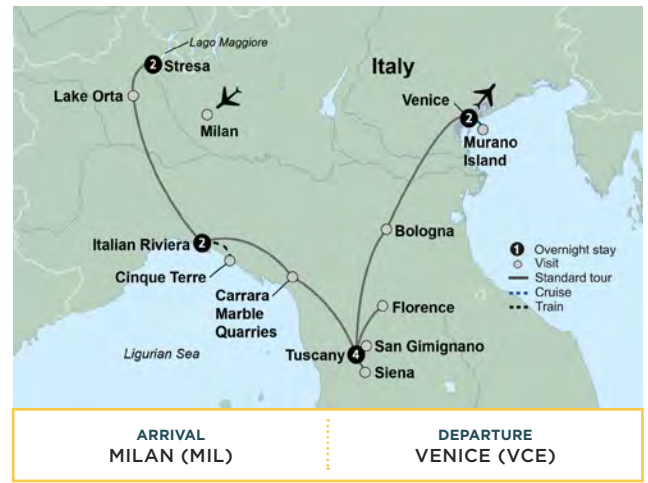 Lago Maggiore
2
Stresa
Italy
Lake Orta
Milan
Venice
2
Murano
Island
Italian Riviera
2
Cinque Terre
Carrara
Marble
Quarries
Bologna
Florence
Ligurian Sea
Tuscany
4
San Gimignano
Siena
1 Overnight stay
Visit
Standard tour
Cruise
Train
ARRIVAL
MILAN (MIL)
DEPARTURE
VENICE (VCE)